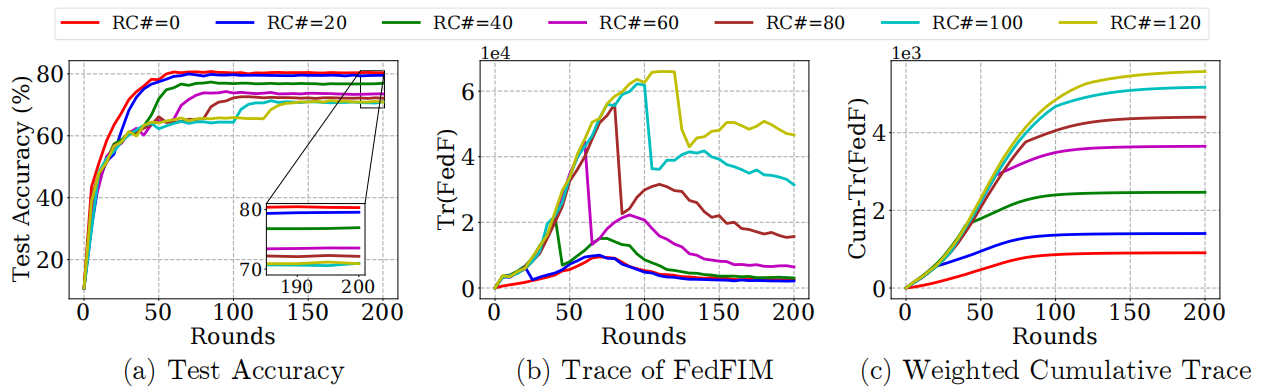 RC#=0 RC#=20 RC#=40 RC#=60 RC#=80 RC#=100 RC#=120
Test Accuracy (%)
80
60
40
20
0 50 100 150 200
Rounds
80
70
190 200
(a) Test Accuracy
1e4
Tr(FedF)
6
4
2
0
0 50 100 150 200
Rounds
(b) Trace of FedFIM
1e3
Cum-Tr(FedF)
4
2
0
0 50 100 150 200
Rounds
(c) Weighted Cumulative Trace